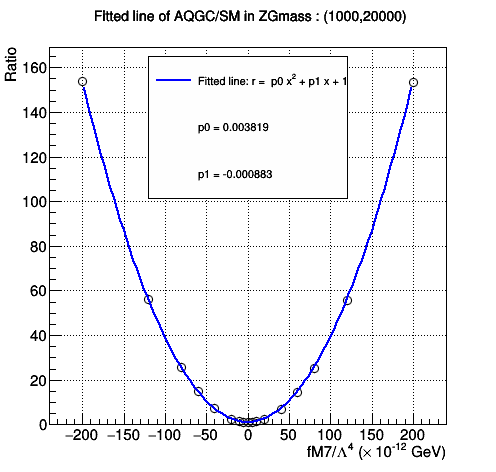 FItted line of AQGC/SM in ZGmass : (1000,20000)
Ratio
160
140
120
100
80
60
40
20
0
Fitted line: r = p0 x² + p1 x + 1
p0 = 0.003819
p1 = -0.000883
−200 −150 −100 −50 0 50 100 150 200
fM7/Λ⁴ (× 10⁻¹² GeV)